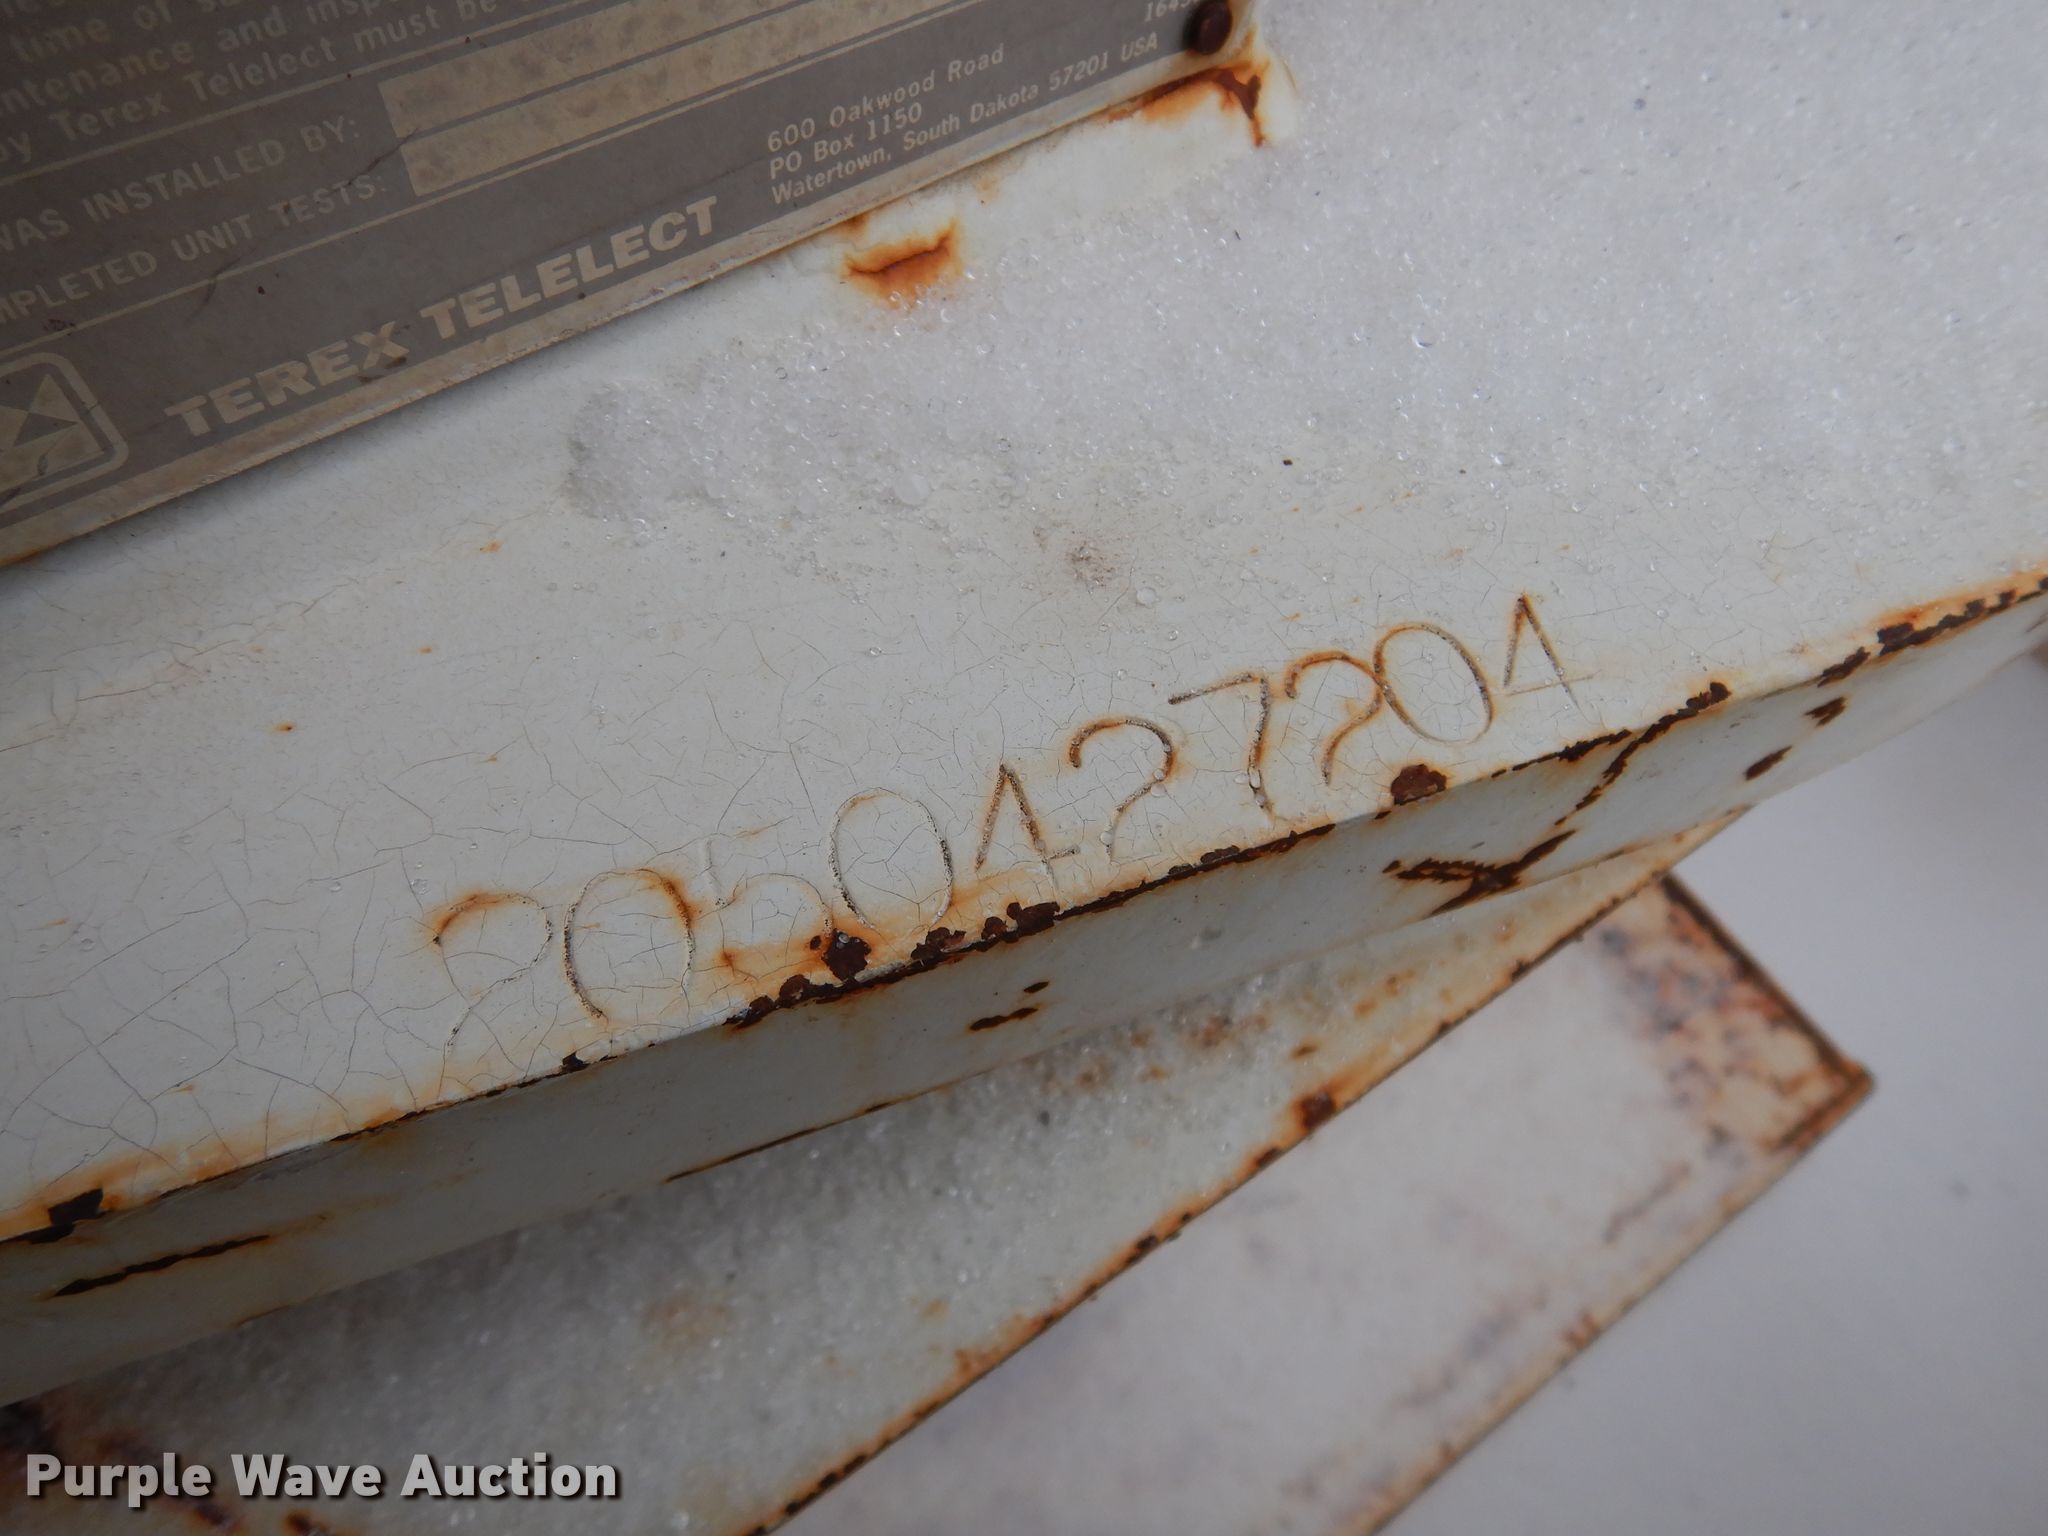 time of
ntenance and insp
by Terex Telelect must be
WAS INSTALLED BY:
MPLETED UNIT TESTS:
TEREX TELELECT
600 Oakwood Road
PO Box 1150
Watertown, South Dakota 57201 USA
2050427204
Purple Wave Auction